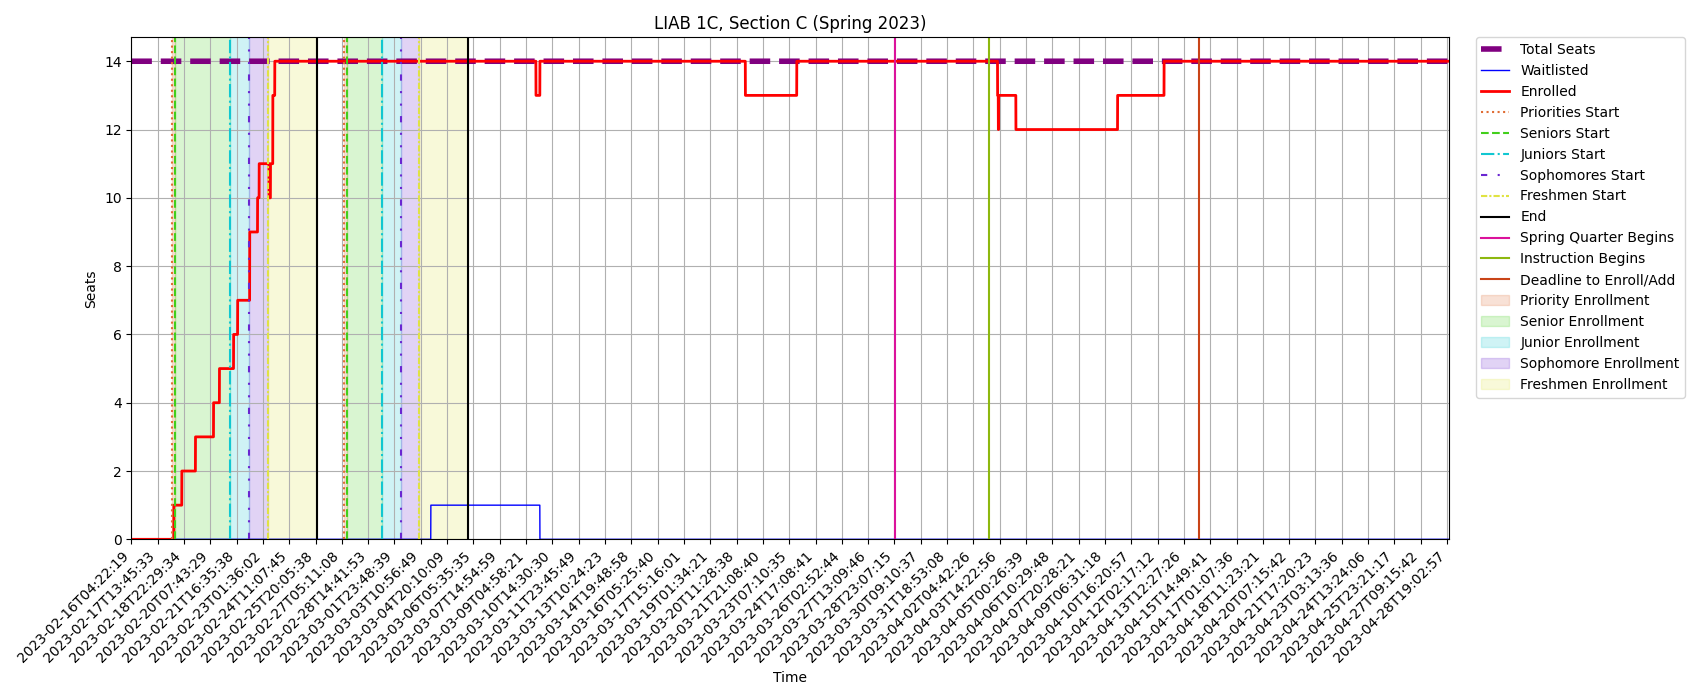 LIAB 1C, Section C (Spring 2023)
Seats
14
12
10
8
6
4
2
0
2023-02-16T04:22:19
2023-02-17T13:45:33
2023-02-18T22:29:34
2023-02-20T07:43:29
2023-02-21T16:35:38
2023-02-23T01:36:02
2023-02-24T11:07:45
2023-02-25T20:05:38
2023-02-27T05:11:08
2023-02-28T14:41:53
2023-03-01T23:48:39
2023-03-03T10:56:49
2023-03-04T20:10:09
2023-03-06T05:35:35
2023-03-07T14:54:59
2023-03-09T04:58:21
2023-03-10T14:30:30
2023-03-11T23:45:49
2023-03-13T10:24:23
2023-03-14T19:48:58
2023-03-16T05:25:40
2023-03-17T15:16:01
2023-03-19T01:34:21
2023-03-20T11:28:38
2023-03-21T21:08:40
2023-03-23T07:10:35
2023-03-24T17:08:41
2023-03-26T02:52:44
2023-03-27T13:09:46
2023-03-28T23:07:15
2023-03-30T09:10:37
2023-03-31T18:53:08
2023-04-02T04:42:26
2023-04-03T14:22:56
2023-04-05T00:26:39
2023-04-06T10:29:48
2023-04-07T20:28:21
2023-04-09T06:31:18
2023-04-10T16:20:57
2023-04-12T02:17:12
2023-04-13T12:27:26
2023-04-15T14:49:41
2023-04-17T01:07:36
2023-04-18T11:23:21
2023-04-20T07:15:42
2023-04-21T17:20:23
2023-04-23T03:13:36
2023-04-24T13:24:06
2023-04-25T23:21:17
2023-04-27T09:15:42
2023-04-28T19:02:57
Time
Total Seats
Waitlisted
Enrolled
Priorities Start
Seniors Start
Juniors Start
Sophomores Start
Freshmen Start
End
Spring Quarter Begins
Instruction Begins
Deadline to Enroll/Add
Priority Enrollment
Senior Enrollment
Junior Enrollment
Sophomore Enrollment
Freshmen Enrollment